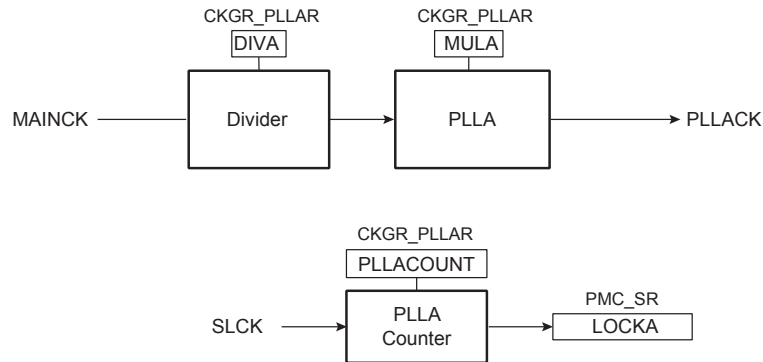 CKGR_PLLAR CKGR_PLLAR
DIVA MULA
MAINCK Divider PLLA PLLACK
CKGR_PLLAR
PLLACOUNT
PMC_SR
SLCK PLLA Counter LOCKA